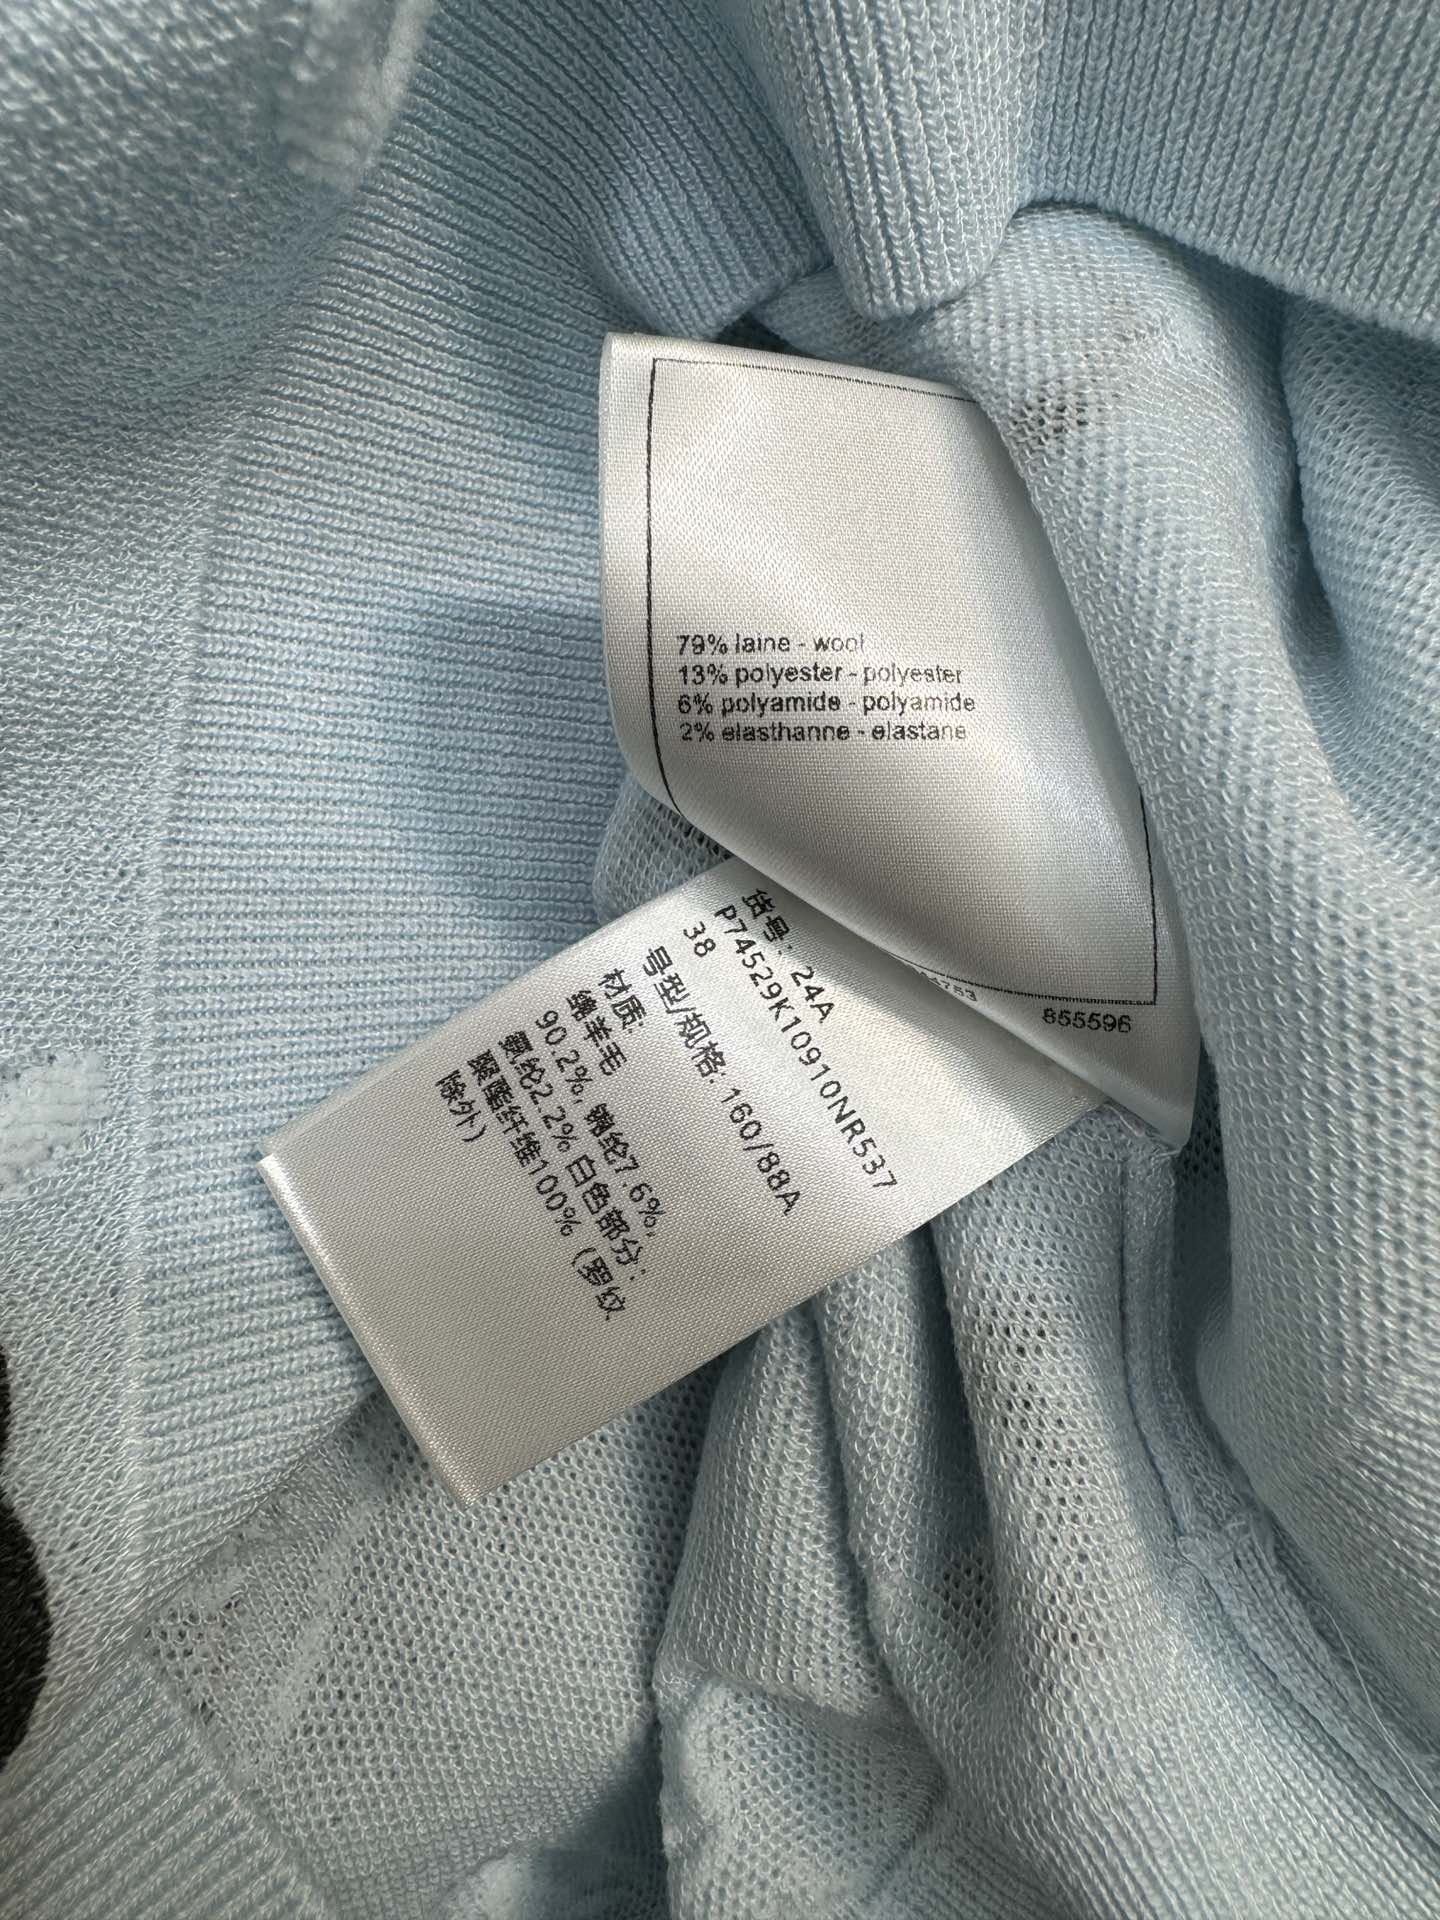 79% laine - wool
13% polyester - polyester
6% polyamide - polyamide
2% elasthanne - elastane
855596
货号: 24A
P74529K10910NR537
38
号型/规格: 160/88A
材质:
绵羊毛
90.2%, 锦纶7.6%,
氨纶2.2% 白色部分:
聚酯纤维100% (罗纹
除外)